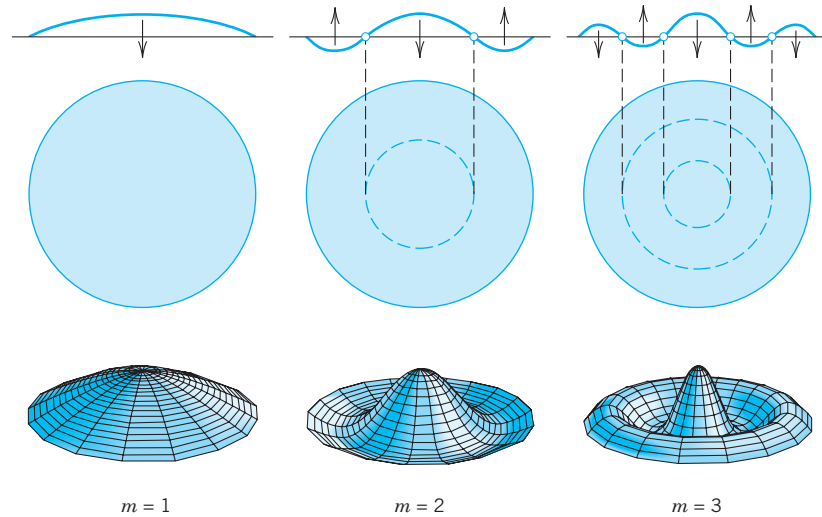 m = 1
m = 2
m = 3